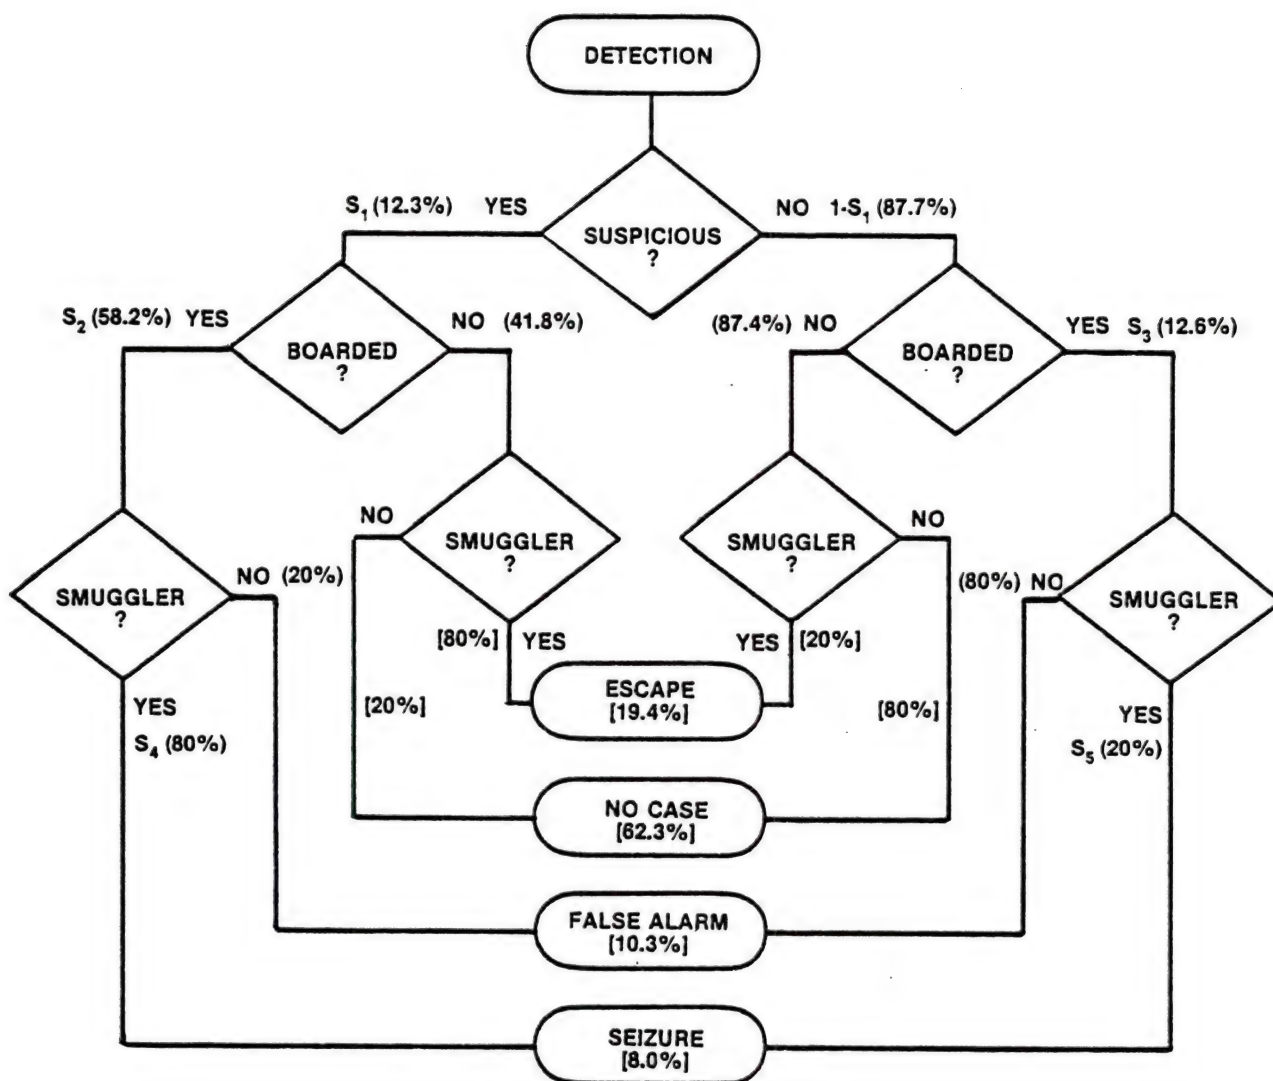 DETECTION
S₁ (12.3%) YES
NO 1-S₁ (87.7%)
SUSPICIOUS
?
S₂ (58.2%) YES
NO (41.8%)
(87.4%) NO
YES S₃ (12.6%)
BOARDED
?
BOARDED
?
NO
SMUGGLER
?
SMUGGLER
?
NO
SMUGGLER
?
NO (20%)
(80%) NO
SMUGGLER
?
[80%] YES
YES [20%]
ESCAPE
[19.4%]
YES
S₄ (80%)
[20%]
[80%]
YES
S₅ (20%)
NO CASE
[62.3%]
FALSE ALARM
[10.3%]
SEIZURE
[8.0%]